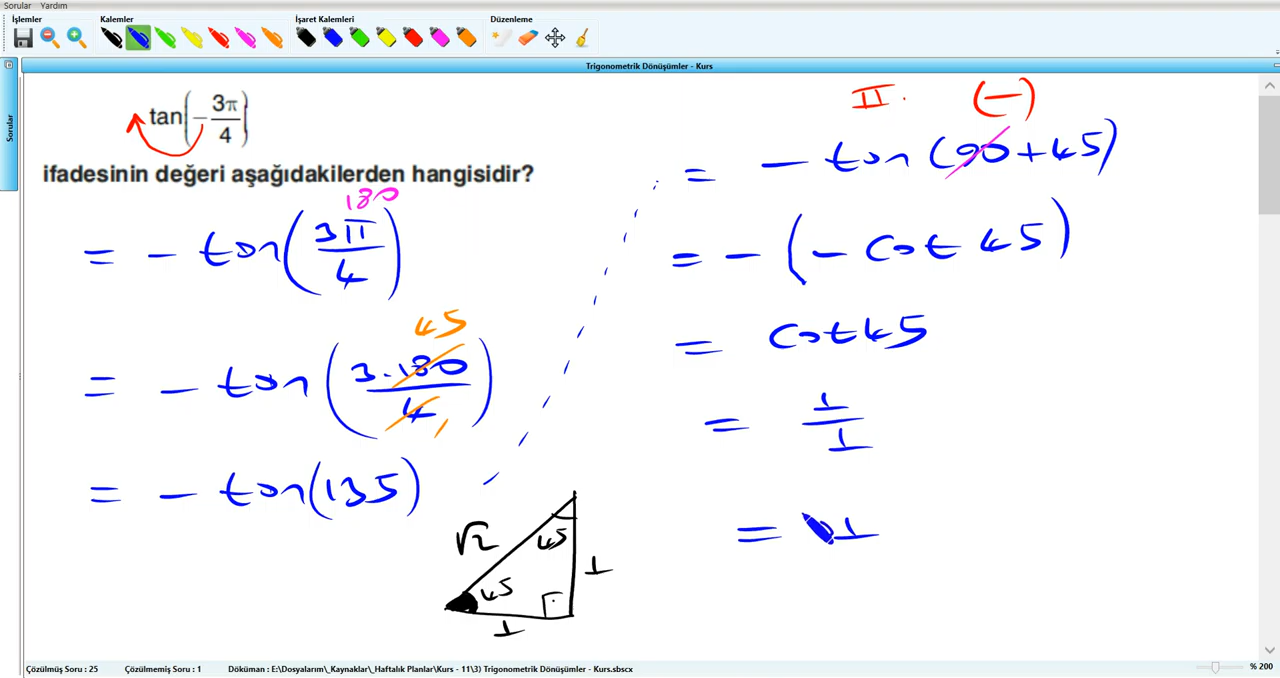 Sorular Yardım
İşlemler Kalemler İşaret Kalemleri Düzenleme
Trigonometrik Dönüşümler - Kurs
Sorular
tan(-3π/4)
ifadesinin değeri aşağıdakilerden hangisidir?
180
= - tan(3π/4)
45
= - tan(3.180/4)
1
= - tan(135)
√2
45
45
1
1
II. (-)
= - tan(90+45)
= -(-cot 45)
= cot45
= 1/1
= 1
Çözülmüş Soru : 25 Çözülmemiş Soru : 1 Döküman : E:\Dosyalarım\_Kaynaklar\_Haftalık Planlar\Kurs - 11\3) Trigonometrik Dönüşümler - Kurs.sbscx % 200